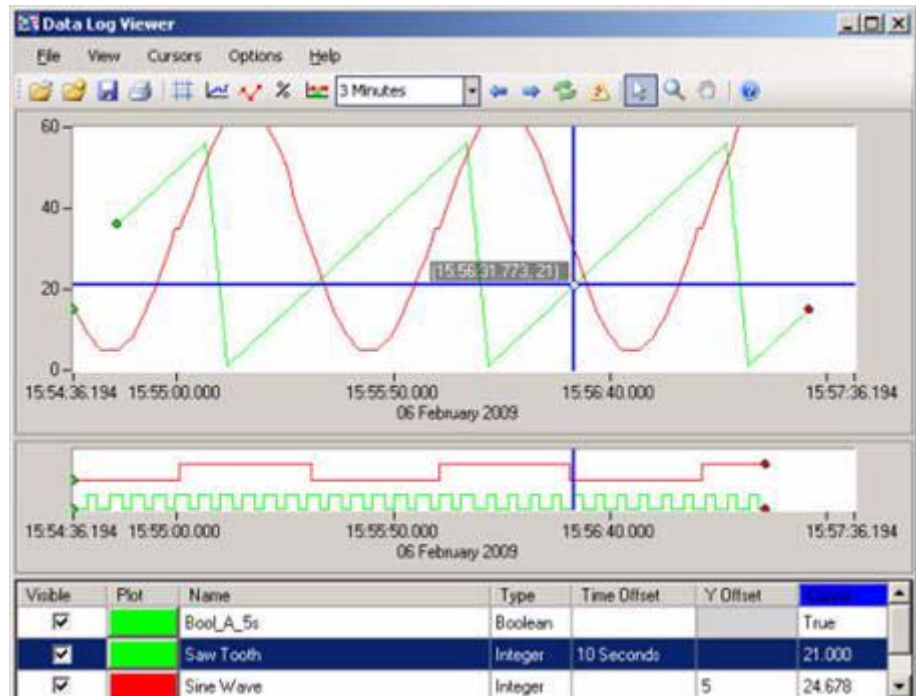 Data Log Viewer
File View Cursors Options Help
3 Minutes
60
40
[15:56:31.773, 21]
20
0
15:54:36.194 15:55:00.000 15:55:50.000 15:56:40.000 15:57:36.194
06 February 2009
15:54:36.194 15:55:00.000 15:55:50.000 15:56:40.000 15:57:36.194
06 February 2009
Visible Plot Name Type Time Offset Y Offset
Bool_A_5s Boolean True
Saw Tooth Integer 10 Seconds 21.000
Sine Wave Integer 5 24.678